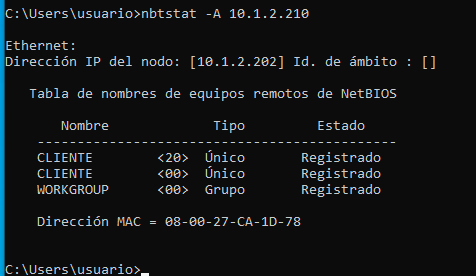 C:\Users\usuario>nbtstat -A 10.1.2.210
Ethernet:
Dirección IP del nodo: [10.1.2.202] Id. de ámbito : []
Tabla de nombres de equipos remotos de NetBIOS
Nombre Tipo Estado
---------------------------------------------
CLIENTE <20> Único Registrado
CLIENTE <00> Único Registrado
WORKGROUP <00> Grupo Registrado
Dirección MAC = 08-00-27-CA-1D-78
C:\Users\usuario>